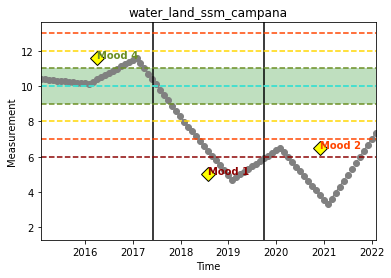 water_land_ssm_campana
Measurement
12
10
8
6
4
2
Mood 4
Mood 1
Mood 2
2016
2017
2018
2019
2020
2021
2022
Time